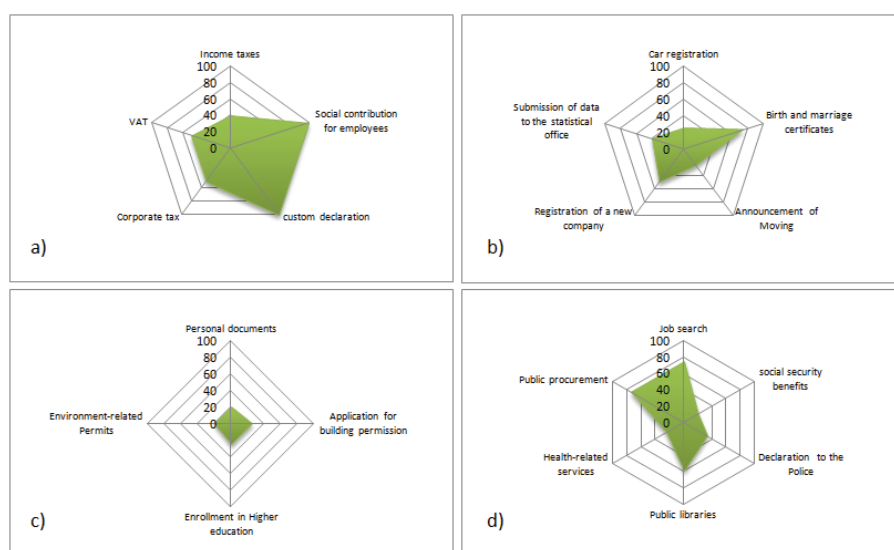 Income taxes
100
80
60
40
20
0
Social contribution
for employees
custom declaration
Corporate tax
VAT
a)
Car registration
100
80
60
40
20
0
Birth and marriage
certificates
Announcement of
Moving
Registration of a new
company
Submission of data
to the statistical
office
b)
Personal documents
100
80
60
40
20
0
Application for
building permission
Enrollment in Higher
education
Environment-related
Permits
c)
Job search
100
80
60
40
20
0
social security
benefits
Declaration to the
Police
Public libraries
Health-related
services
Public procurement
d)